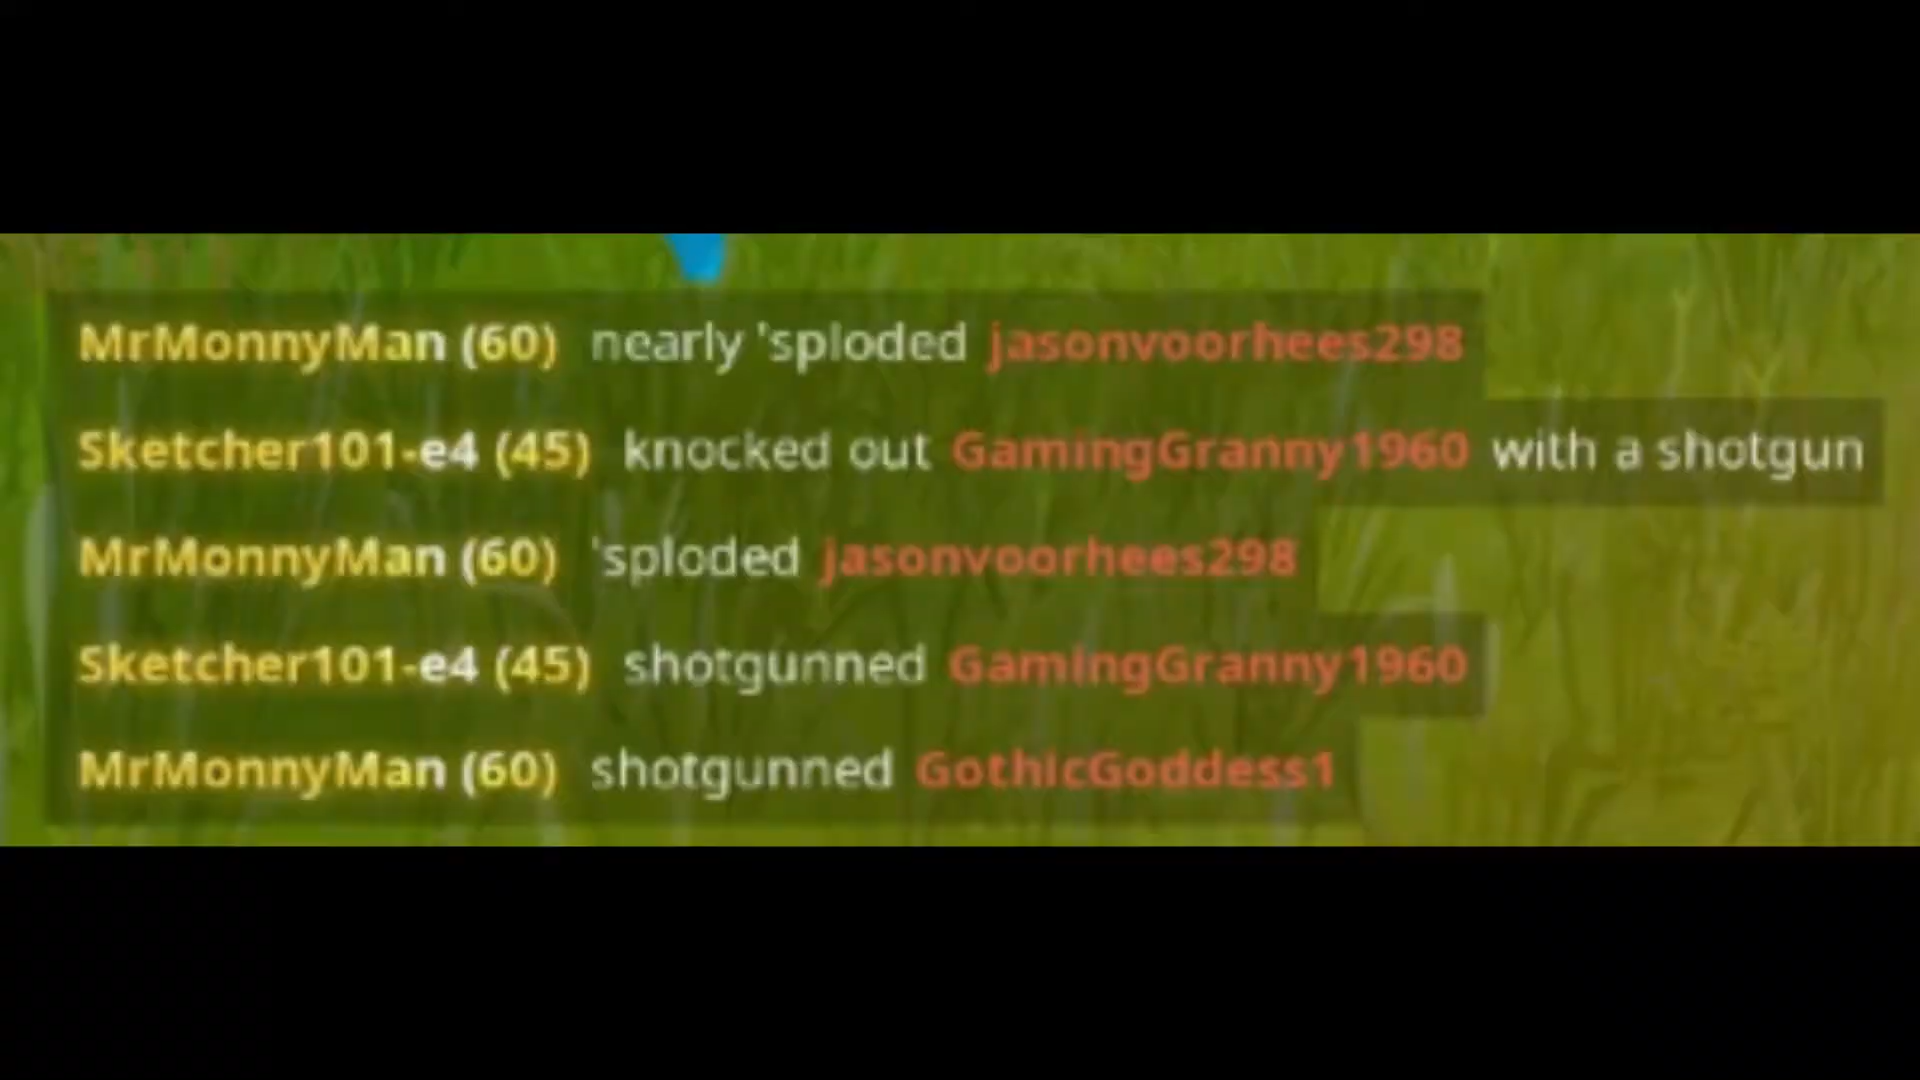 MrMonnyMan (60) nearly 'sploded jasonvoorhees298
Sketcher101-e4 (45) knocked out GamingGranny1960 with a shotgun
MrMonnyMan (60) 'sploded jasonvoorhees298
Sketcher101-e4 (45) shotgunned GamingGranny1960
MrMonnyMan (60) shotgunned GothicGoddess1